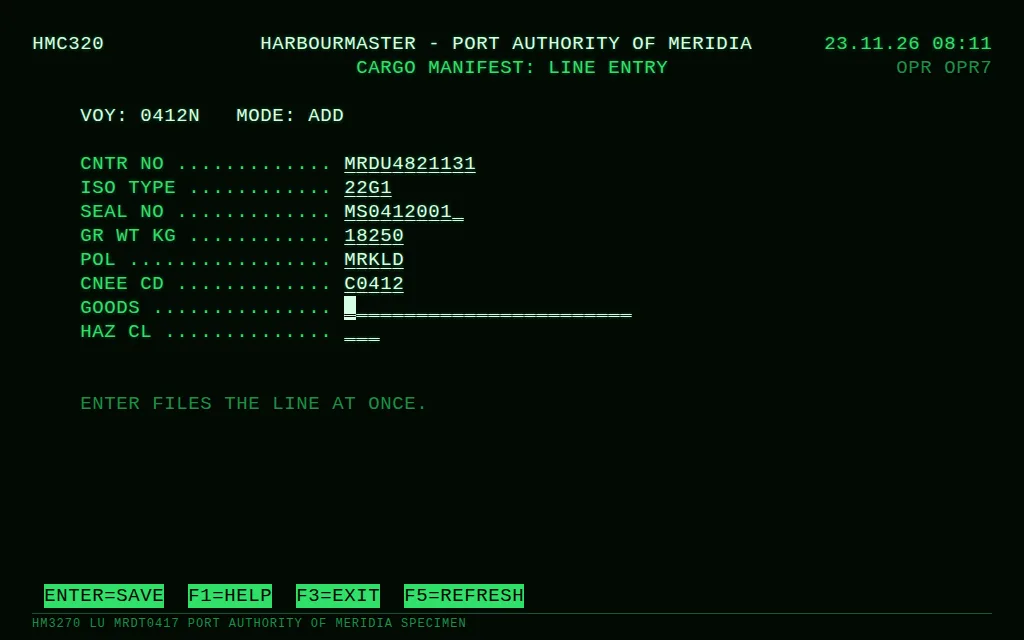 HMC320 HARBOURMASTER - PORT AUTHORITY OF MERIDIA 23.11.26 08:11
CARGO MANIFEST: LINE ENTRY OPR OPR7
VOY: 0412N MODE: ADD
CNTR NO ............. MRDU4821131
ISO TYPE ............ 22G1
SEAL NO ............. MS0412001_
GR WT KG ............ 18250
POL ................. MRKLD
CNEE CD ............. C0412
GOODS ............... ________________________
HAZ CL .............. ___
ENTER FILES THE LINE AT ONCE.
ENTER=SAVE F1=HELP F3=EXIT F5=REFRESH
HM3270 LU MRDT0417 PORT AUTHORITY OF MERIDIA SPECIMEN